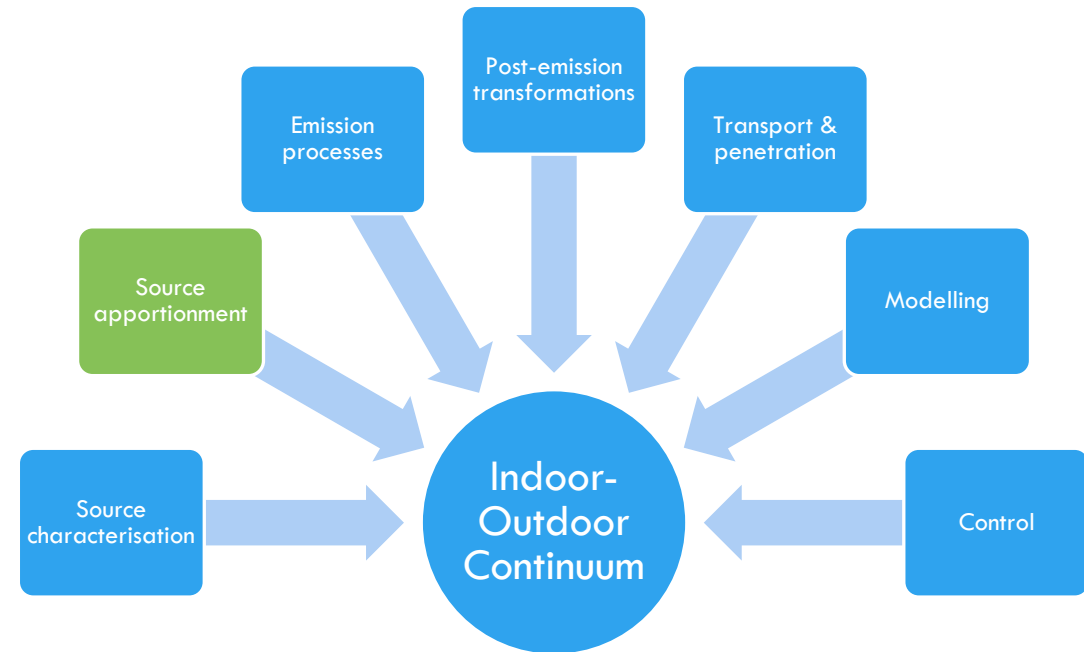 Post-emission
transformations
Emission
processes
Transport &
penetration
Source
apportionment
Modelling
Source
characterisation
Indoor-
Outdoor
Continuum
Control